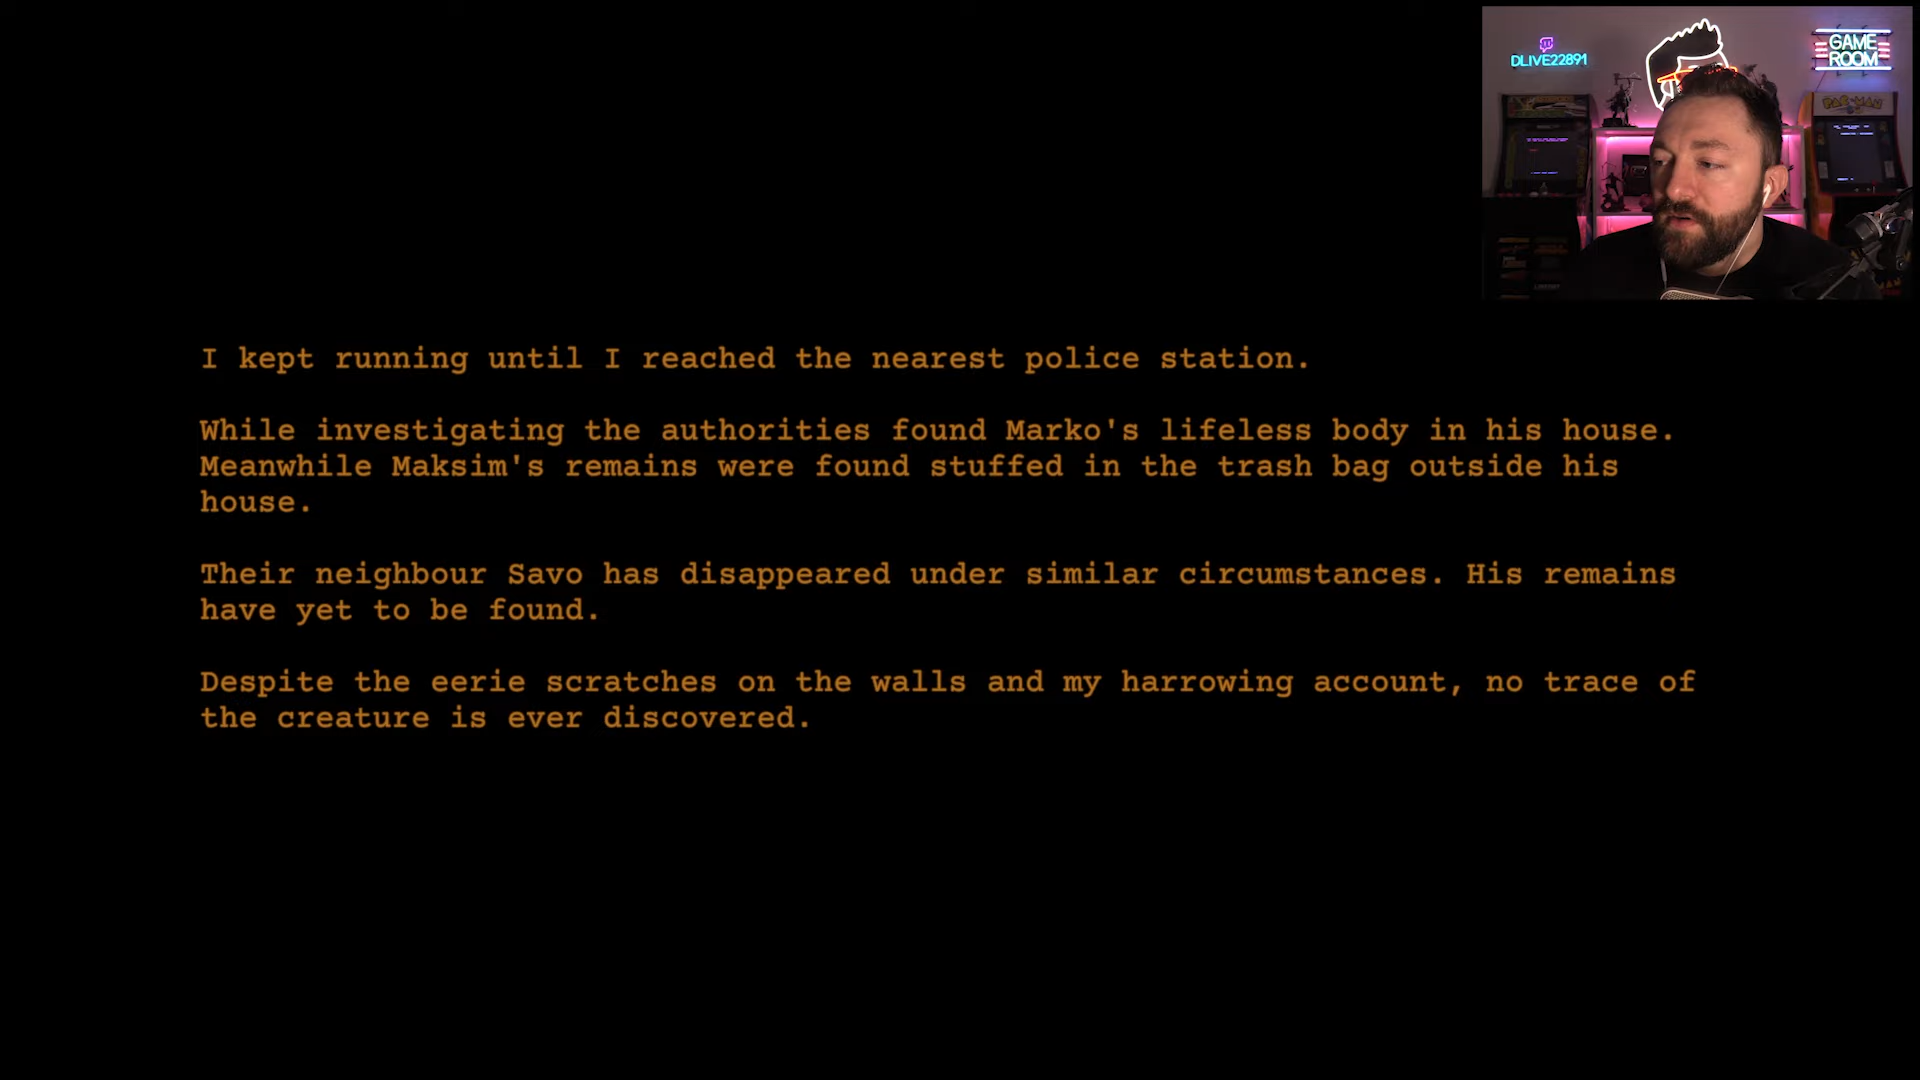 DLIVE22891
GAME
ROOM
PAC-MAN
I kept running until I reached the nearest police station.
While investigating the authorities found Marko's lifeless body in his house.
Meanwhile Maksim's remains were found stuffed in the trash bag outside his
house.
Their neighbour Savo has disappeared under similar circumstances. His remains
have yet to be found.
Despite the eerie scratches on the walls and my harrowing account, no trace of
the creature is ever discovered.